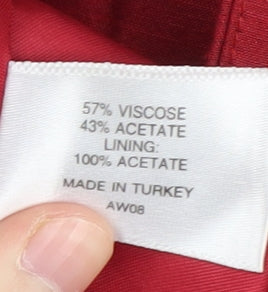 57% VISCOSE
43% ACETATE
LINING:
100% ACETATE
MADE IN TURKEY
AW08